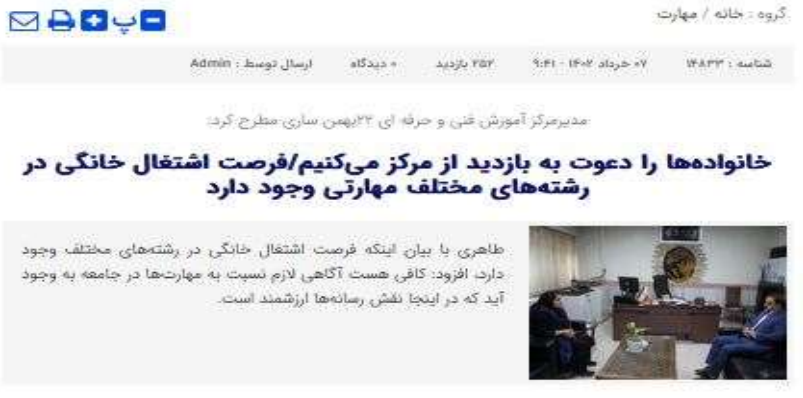 گروه : خانه / مهارت
پ
شناسه : ۱۴۸۳۳
۰۷ خرداد ۱۴۰۲ - ۹:۴۱
۲۵۲ بازدید
۰ دیدگاه
ارسال توسط : Admin
مدیرمرکز آموزش فنی و حرفه ای ۲۲بهمن ساری مطرح کرد:
خانواده‌ها را دعوت به بازدید از مرکز می‌کنیم/فرصت اشتغال خانگی در
رشته‌های مختلف مهارتی وجود دارد
طاهری با بیان اینکه فرصت اشتغال خانگی در رشته‌های مختلف وجود
دارد، افزود: کافی هست آگاهی لازم نسبت به مهارت‌ها در جامعه به وجود
آید که در اینجا نقش رسانه‌ها ارزشمند است.